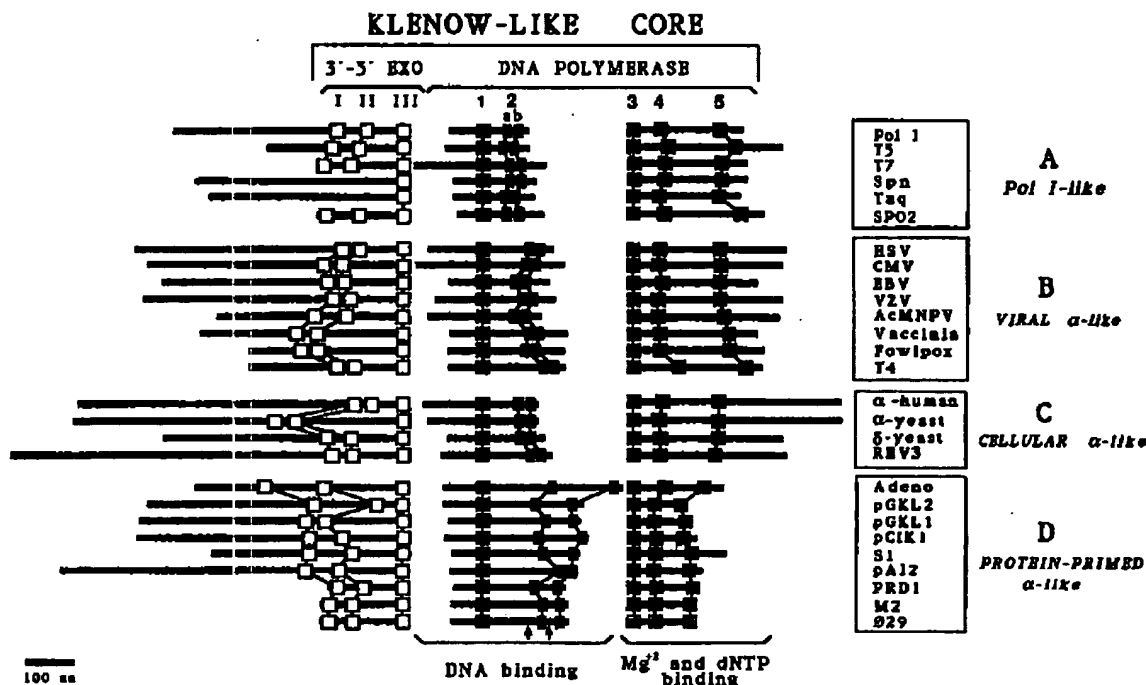 KLENOW-LIKE CORE
3'-5' EXO DNA POLYMERASE
I II III 1 2 3 4 5
a b
Pol I
T5
T7
Spn
Taq
SPO2
A
Pol I-like
HSV
CMV
EBV
VZV
AcMNPV
Vaccinia
Fowlpox
T4
B
VIRAL α-like
α-human
α-yeast
δ-yeast
REV3
C
CELLULAR α-like
Adeno
pGKL2
pGKL1
pClK1
S1
pAl2
PRD1
M2
Ø29
D
PROTEIN-PRIMED
α-like
DNA binding
Mg+2 and dNTP
binding
100 aa